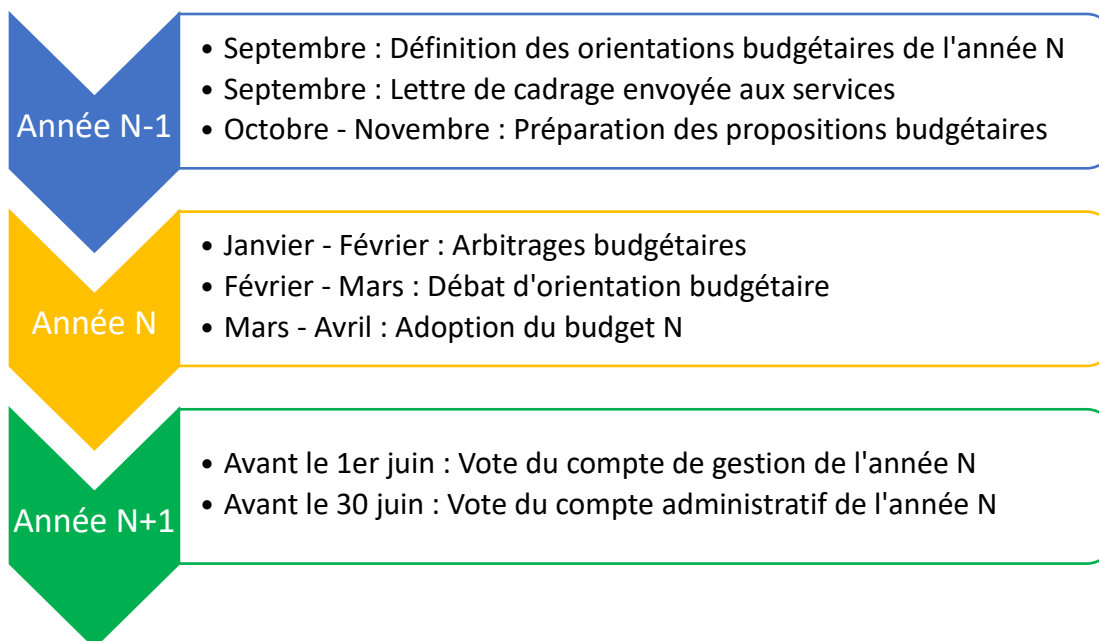 Année N-1
• Septembre : Définition des orientations budgétaires de l'année N
• Septembre : Lettre de cadrage envoyée aux services
• Octobre - Novembre : Préparation des propositions budgétaires
Année N
• Janvier - Février : Arbitrages budgétaires
• Février - Mars : Débat d'orientation budgétaire
• Mars - Avril : Adoption du budget N
Année N+1
• Avant le 1er juin : Vote du compte de gestion de l'année N
• Avant le 30 juin : Vote du compte administratif de l'année N